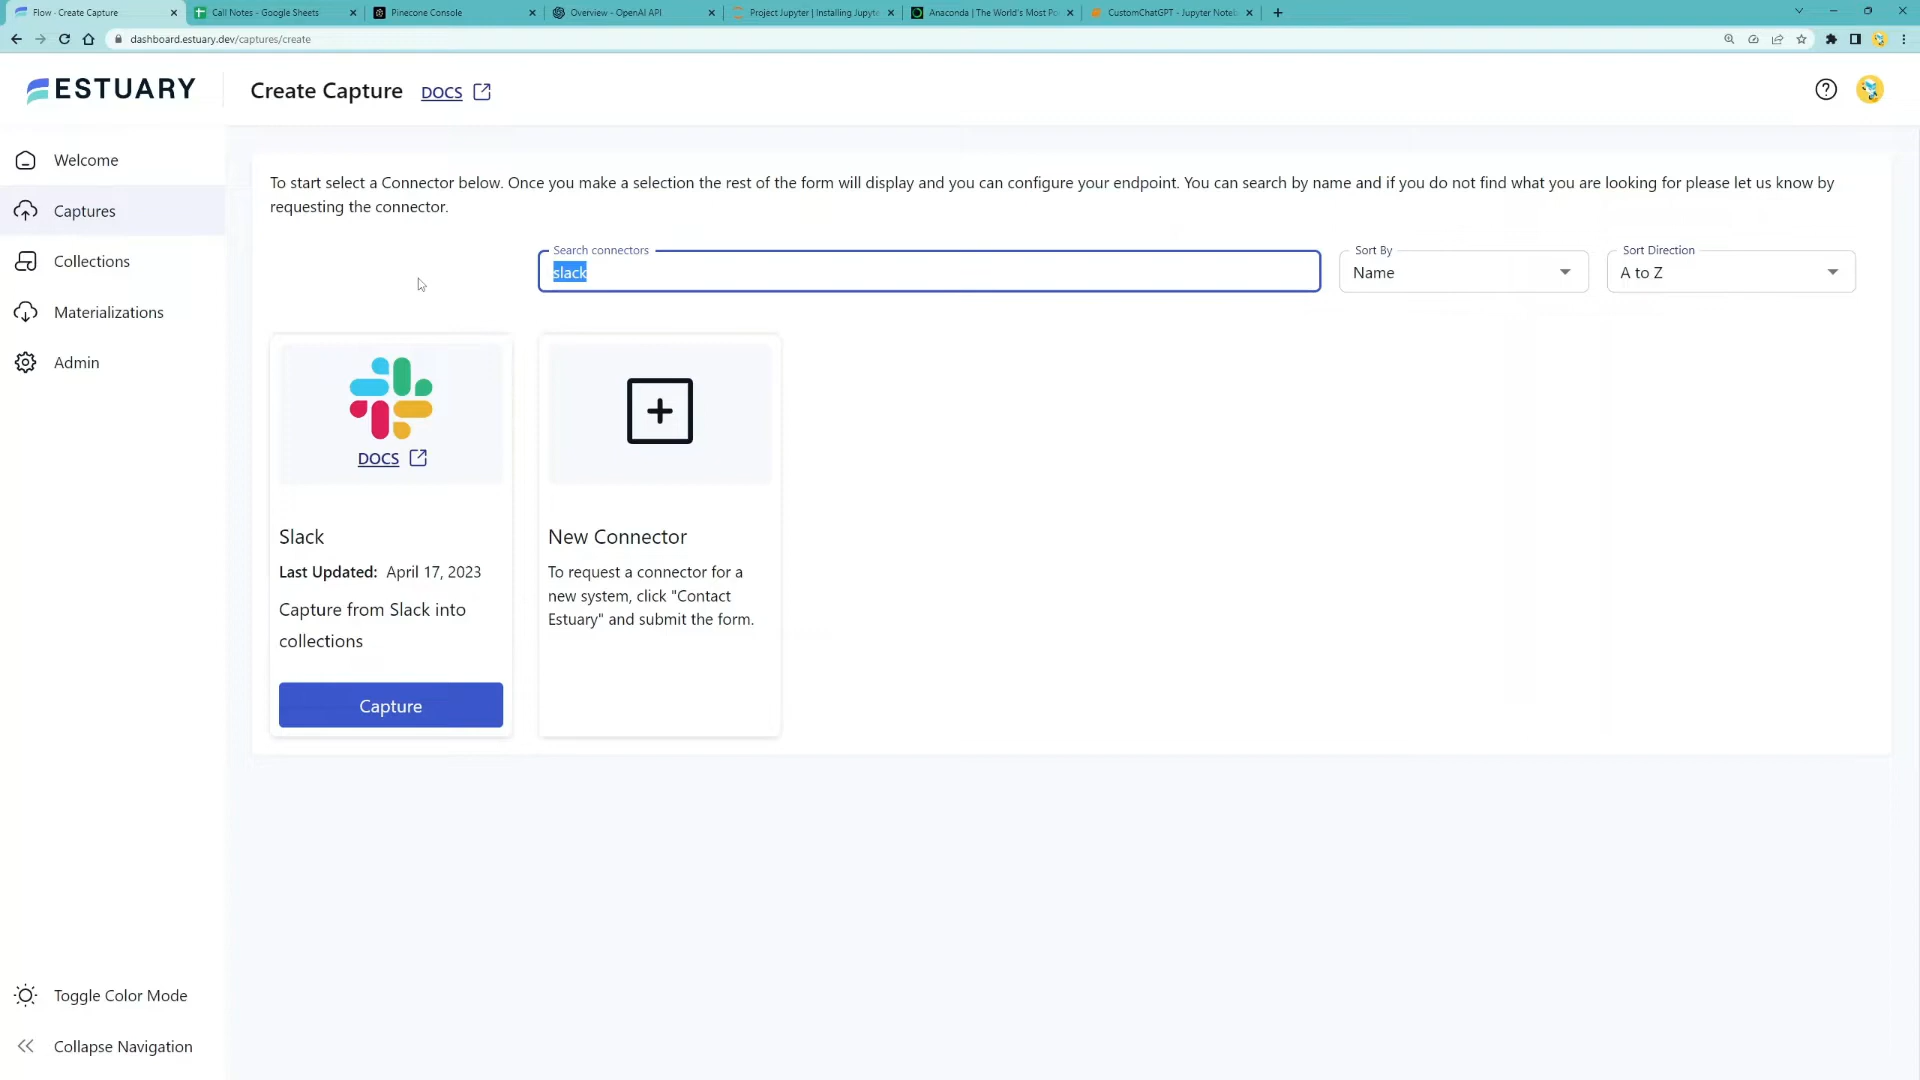 Flow - Create Capture
Call Notes - Google Sheets
Pinecone Console
Overview - OpenAI API
Project Jupyter | Installing Jupyte
Anaconda | The World's Most Po
CustomChatGPT - Jupyter Noteb
dashboard.estuary.dev/captures/create
ESTUARY
Create Capture
DOCS
Welcome
Captures
Collections
Materializations
Admin
To start select a Connector below. Once you make a selection the rest of the form will display and you can configure your endpoint. You can search by name and if you do not find what you are looking for please let us know by
requesting the connector.
Search connectors
slack
Sort By
Name
Sort Direction
A to Z
DOCS
Slack
Last Updated: April 17, 2023
Capture from Slack into
collections
Capture
New Connector
To request a connector for a
new system, click "Contact
Estuary" and submit the form.
Toggle Color Mode
Collapse Navigation